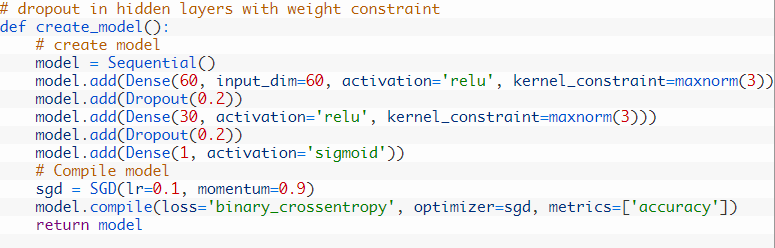 # dropout in hidden layers with weight constraint
def create_model():
    # create model
    model = Sequential()
    model.add(Dense(60, input_dim=60, activation='relu', kernel_constraint=maxnorm(3))
    model.add(Dropout(0.2))
    model.add(Dense(30, activation='relu', kernel_constraint=maxnorm(3)))
    model.add(Dropout(0.2))
    model.add(Dense(1, activation='sigmoid'))
    # Compile model
    sgd = SGD(lr=0.1, momentum=0.9)
    model.compile(loss='binary_crossentropy', optimizer=sgd, metrics=['accuracy'])
    return model